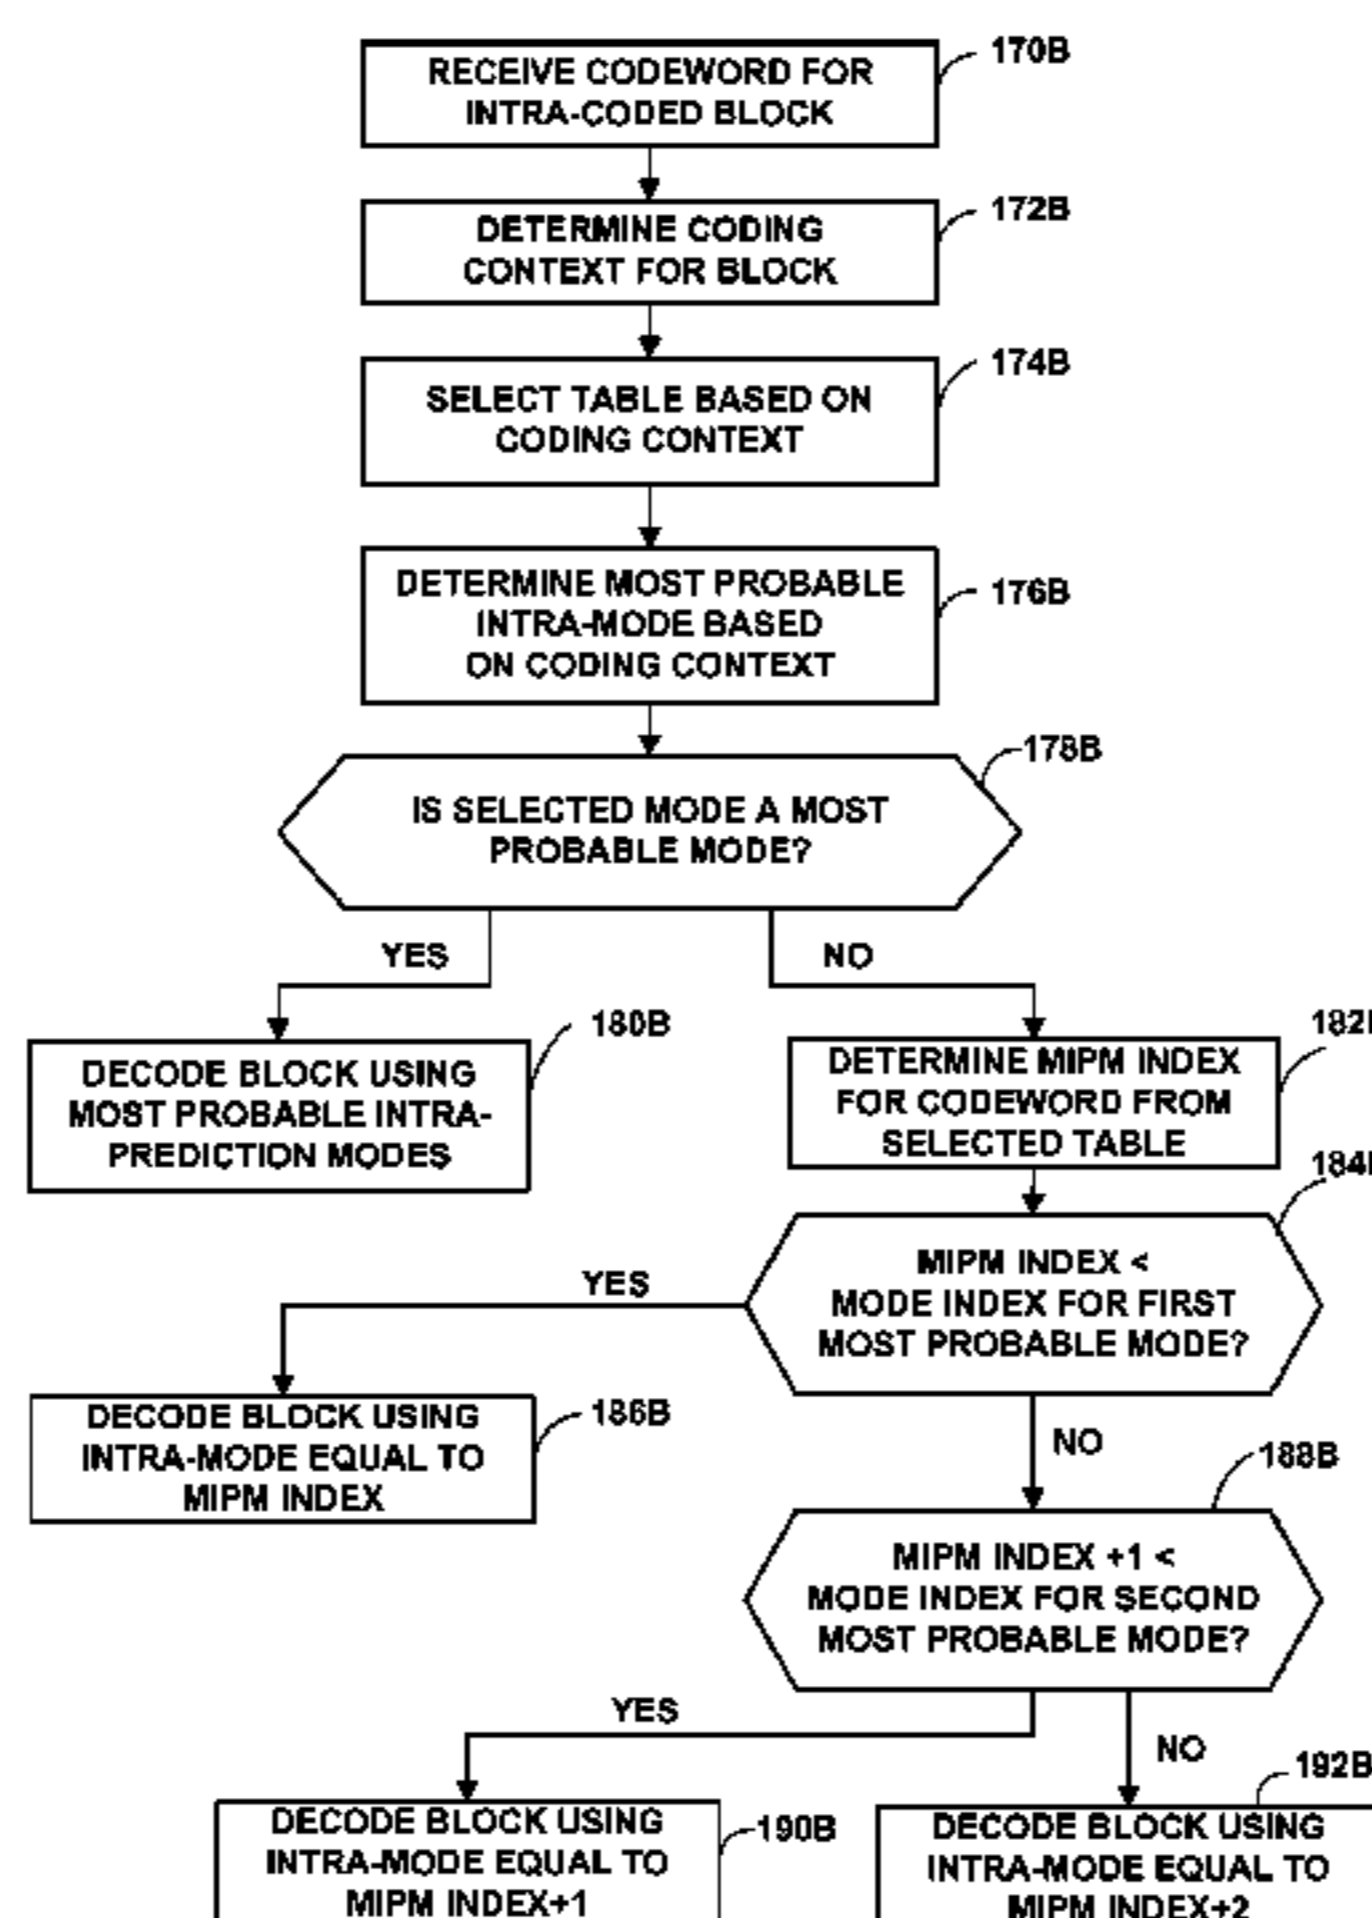 RECEIVE CODEWORD FOR
INTRA-CODED BLOCK
170B
DETERMINE CODING
CONTEXT FOR BLOCK
172B
SELECT TABLE BASED ON
CODING CONTEXT
174B
DETERMINE MOST PROBABLE
INTRA-MODE BASED
ON CODING CONTEXT
176B
IS SELECTED MODE A MOST
PROBABLE MODE?
178B
YES
NO
DECODE BLOCK USING
MOST PROBABLE INTRA-
PREDICTION MODES
180B
DETERMINE MIPM INDEX
FOR CODEWORD FROM
SELECTED TABLE
182
MIPM INDEX <
MODE INDEX FOR FIRST
MOST PROBABLE MODE?
184
YES
NO
DECODE BLOCK USING
INTRA-MODE EQUAL TO
MIPM INDEX
186B
MIPM INDEX +1 <
MODE INDEX FOR SECOND
MOST PROBABLE MODE?
188B
YES
NO
DECODE BLOCK USING
INTRA-MODE EQUAL TO
MIPM INDEX+1
190B
DECODE BLOCK USING
INTRA-MODE EQUAL TO
MIPM INDEX+2
192B